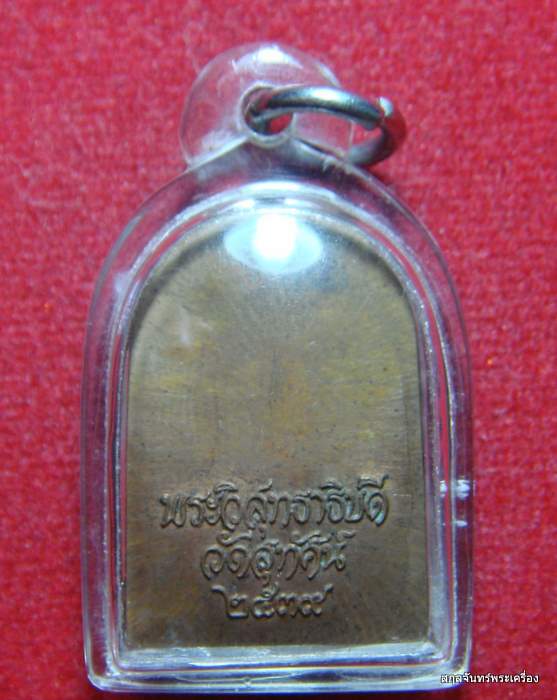 พระวิสุทธาธิบดี
วัดสุทัศน์
๒๕๓๙
สกลจันทร์พระเครื่อง